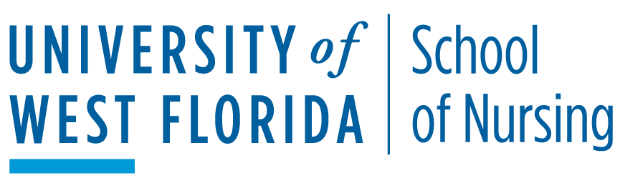 UNIVERSITY of
WEST FLORIDA
School
of Nursing